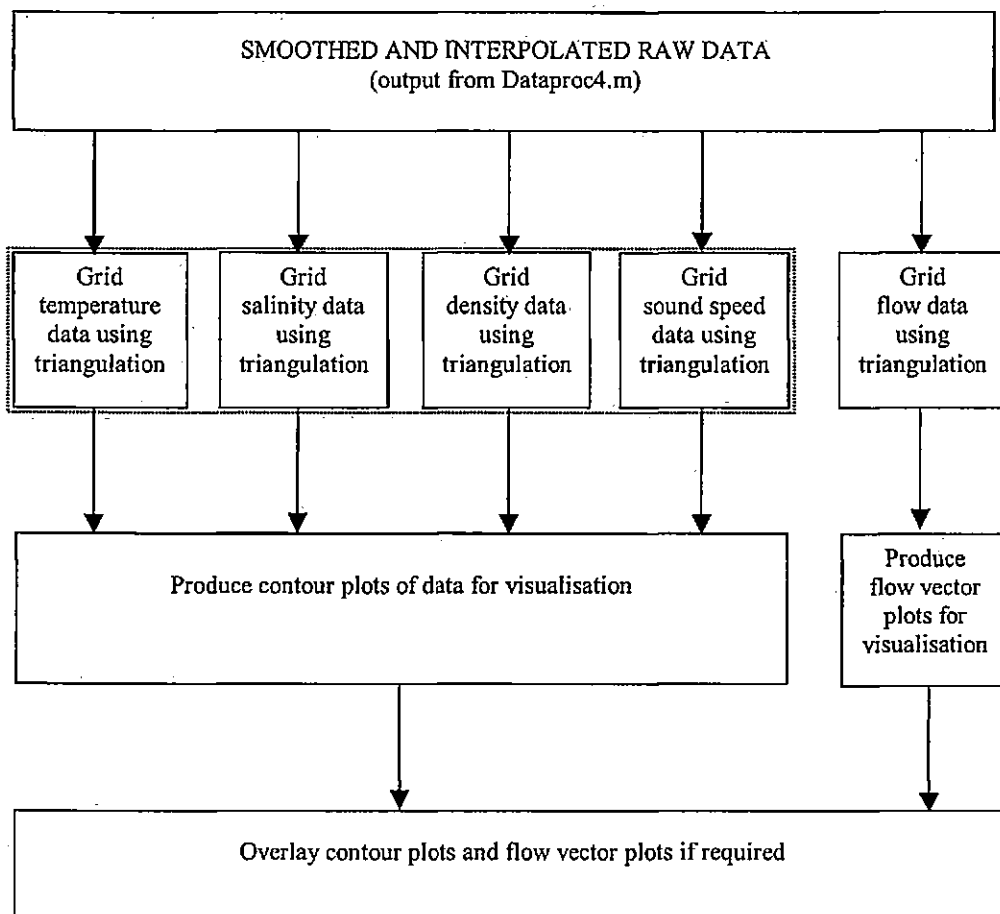 SMOOTHED AND INTERPOLATED RAW DATA
(output from Dataproc4.m)
Grid
temperature
data using
triangulation
Grid
salinity data
using
triangulation
Grid
density data
using
triangulation
Grid
sound speed
data using
triangulation
Grid
flow data
using
triangulation
Produce contour plots of data for visualisation
Produce
flow vector
plots for
visualisation
Overlay contour plots and flow vector plots if required